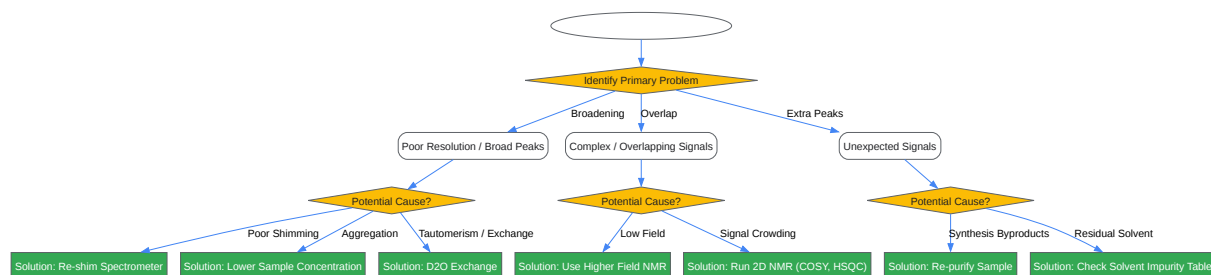 Identify Primary Problem
Broadening
Overlap
Extra Peaks
Poor Resolution / Broad Peaks
Complex / Overlapping Signals
Unexpected Signals
Potential Cause?
Potential Cause?
Potential Cause?
Poor Shimming
Aggregation
Tautomerism / Exchange
Low Field
Signal Crowding
Synthesis Byproducts
Residual Solvent
Solution: Re-shim Spectrometer
Solution: Lower Sample Concentration
Solution: D2O Exchange
Solution: Use Higher Field NMR
Solution: Run 2D NMR (COSY, HSQC)
Solution: Re-purify Sample
Solution: Check Solvent Impurity Table